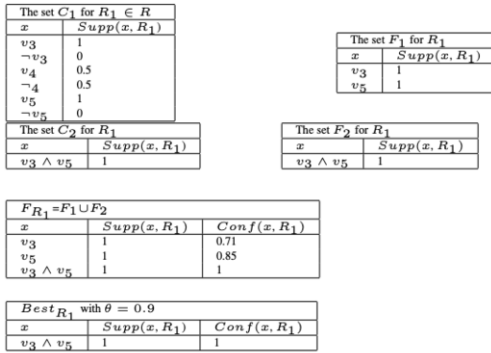 The set C₁ for R₁ ∈ R
x Supp(x, R₁)
v₃ 1
¬v₃ 0
v₄ 0.5
¬₄ 0.5
v₅ 1
¬v₅ 0
The set F₁ for R₁
x Supp(x, R₁)
v₃ 1
v₅ 1
The set C₂ for R₁
x Supp(x, R₁)
v₃ ∧ v₅ 1
The set F₂ for R₁
x Supp(x, R₁)
v₃ ∧ v₅ 1
F_R₁=F₁∪F₂
x Supp(x, R₁) Conf(x, R₁)
v₃ 1 0.71
v₅ 1 0.85
v₃ ∧ v₅ 1 1
Best_R₁ with θ = 0.9
x Supp(x, R₁) Conf(x, R₁)
v₃ ∧ v₅ 1 1